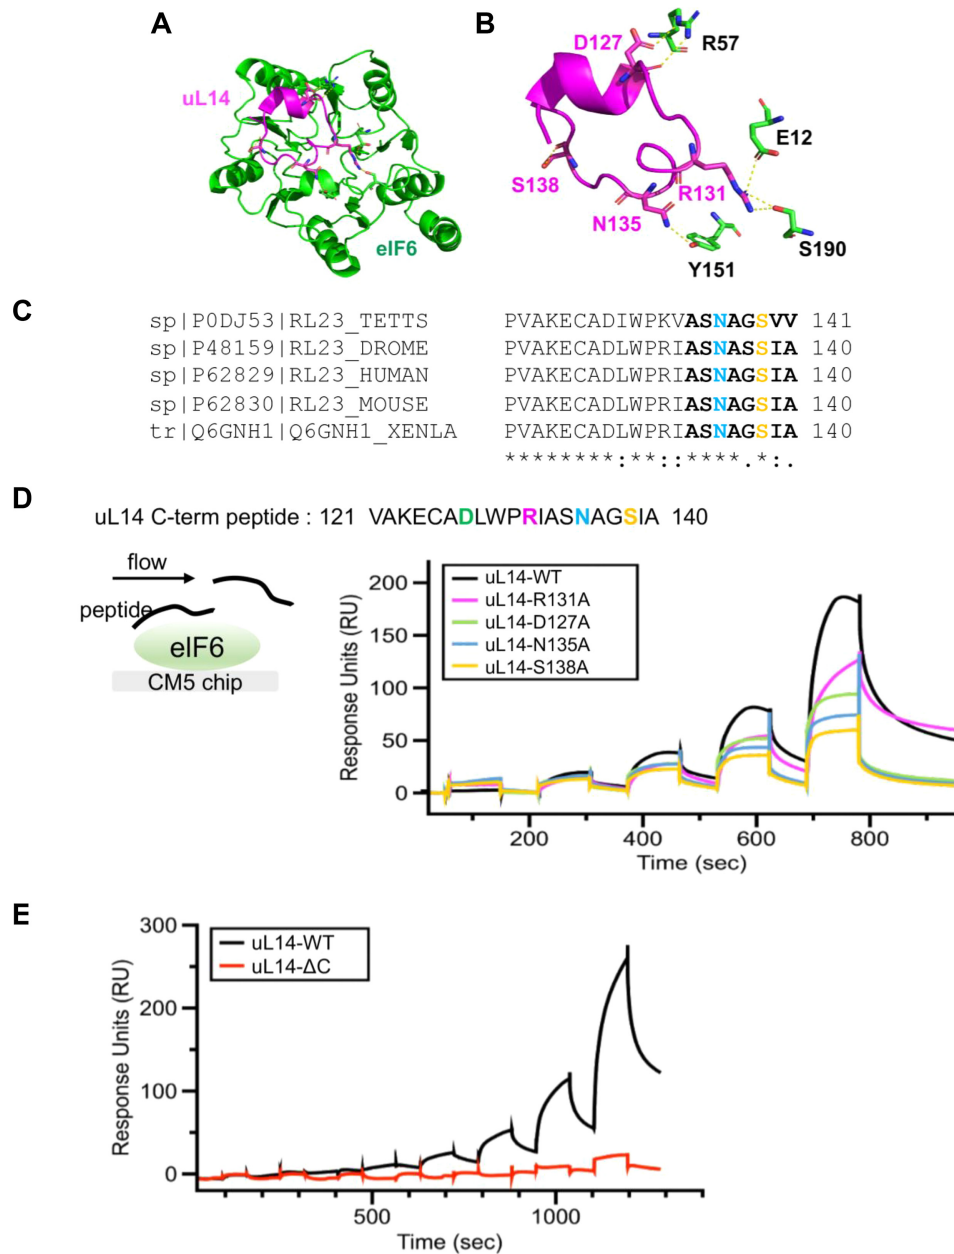 A
uL14
eIF6
B
D127
R57
E12
S138
R131
N135
S190
Y151
C
sp|P0DJ53|RL23_TETTS PVAKECADIWPKVASNAGSVV 141
sp|P48159|RL23_DROME PVAKECADLWPRIASNASSIA 140
sp|P62829|RL23_HUMAN PVAKECADLWPRIASNAGSIA 140
sp|P62830|RL23_MOUSE PVAKECADLWPRIASNAGSIA 140
tr|Q6GNH1|Q6GNH1_XENLA PVAKECADLWPRIASNAGSIA 140
********:**::****.*:.
D
uL14 C-term peptide : 121 VAKECADLWPRIASNAGSIA 140
flow
peptide
eIF6
CM5 chip
Response Units (RU)
200
150
100
50
0
uL14-WT
uL14-R131A
uL14-D127A
uL14-N135A
uL14-S138A
200 400 600 800
Time (sec)
E
Response Units (RU)
300
200
100
0
uL14-WT
uL14-ΔC
500 1000
Time (sec)